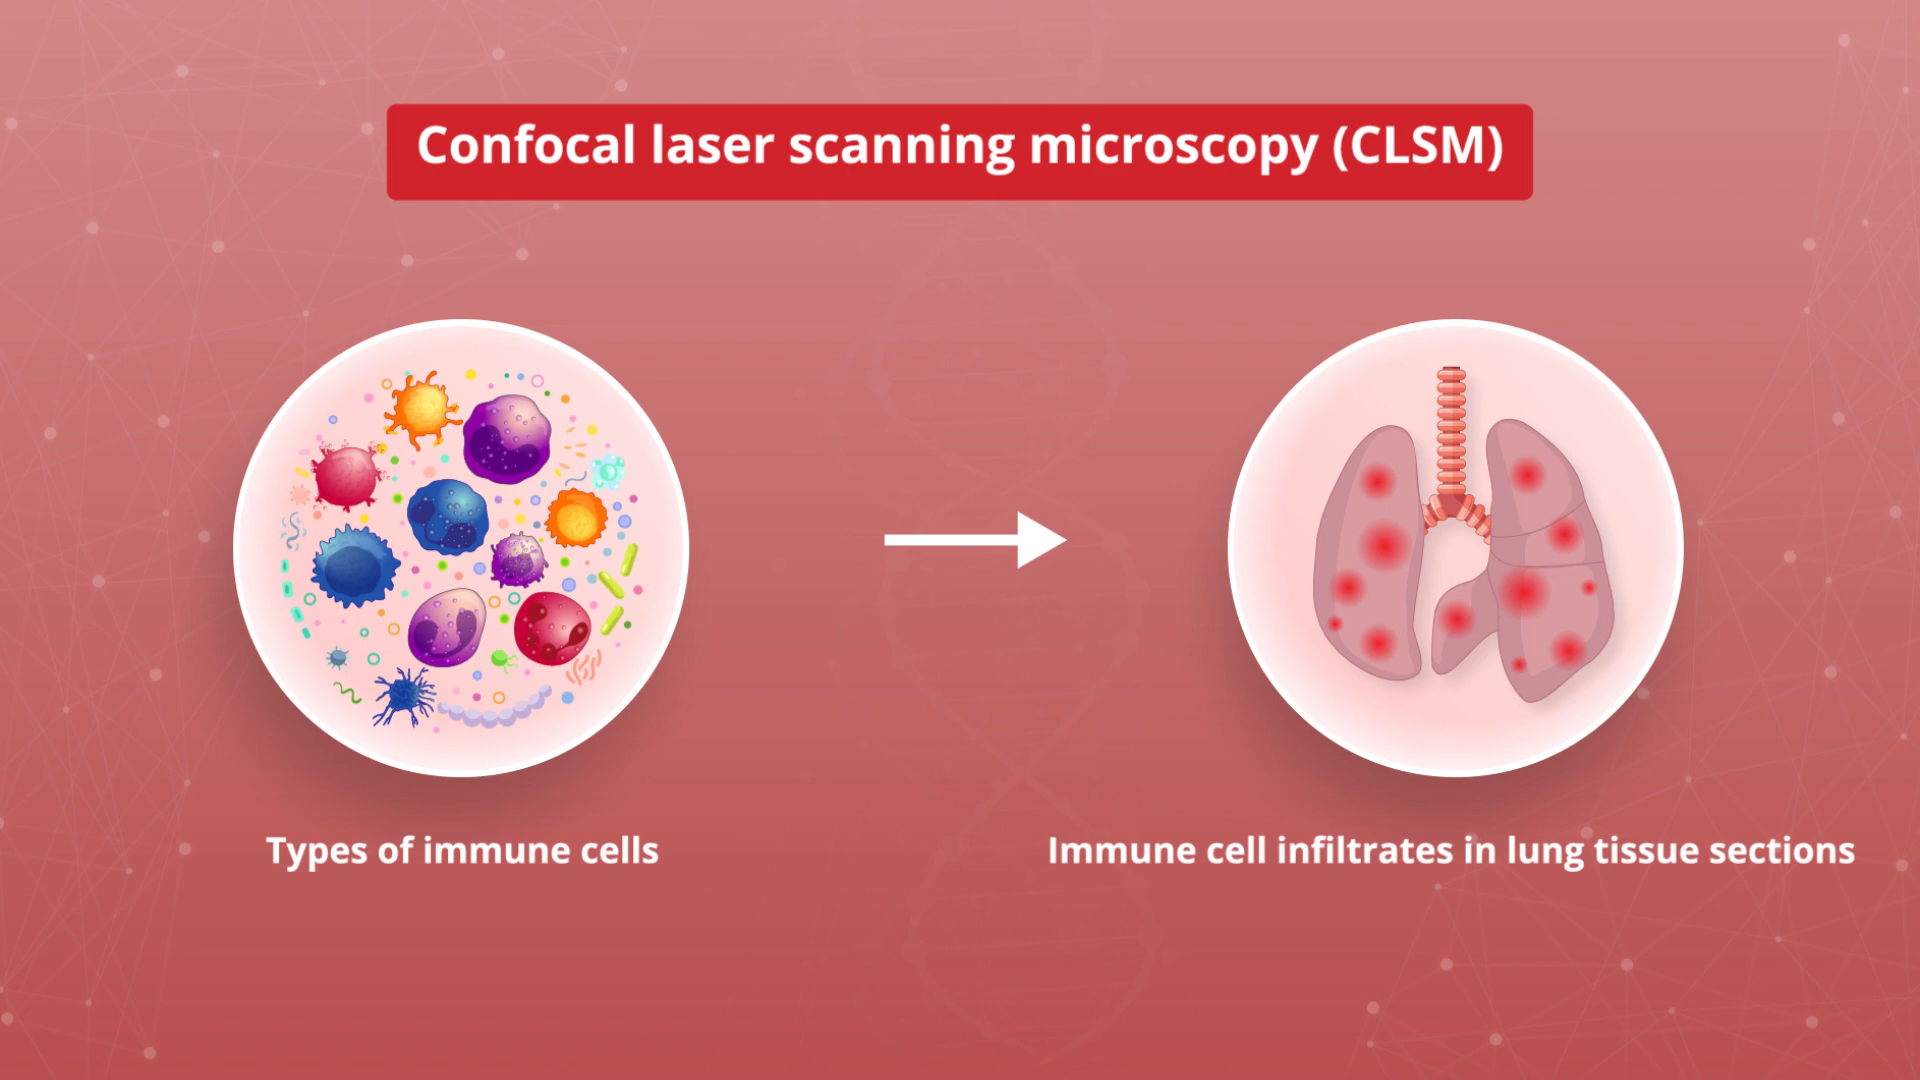 Confocal laser scanning microscopy (CLSM)
Types of immune cells
Immune cell infiltrates in lung tissue sections